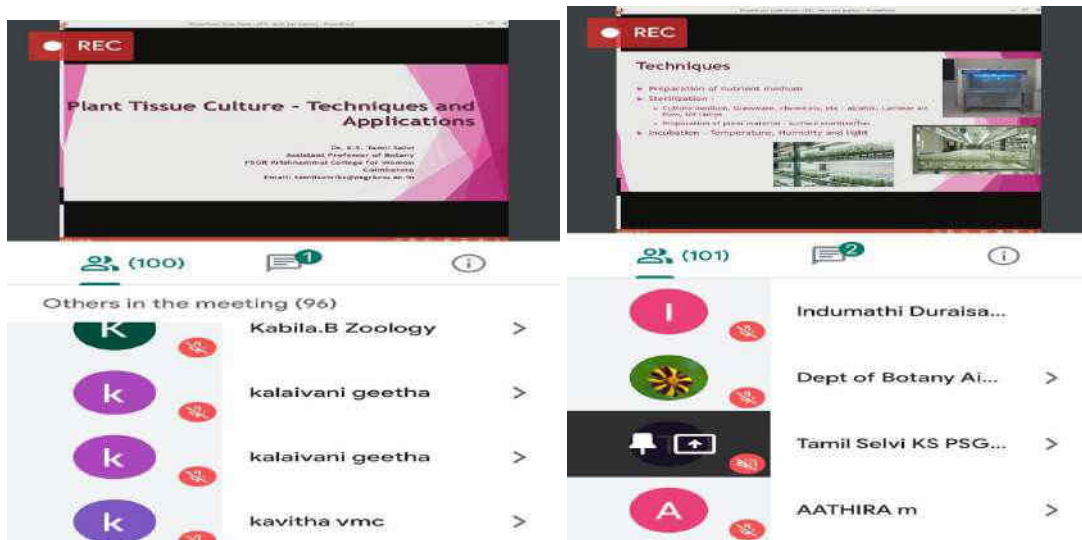 REC
Plant Tissue Culture - Techniques and
Applications
Assistant Professor of Botany
PSGR Krishnammal College for Women
Coimbatore
(100)
1
Others in the meeting (96)
K
Kabila.B Zoology
k
kalaivani geetha
k
kalaivani geetha
k
kavitha vmc
REC
Techniques
Preparation of nutrient medium
Sterilization -
Incubation - Temperature, Humidity and light
(101)
2
I
Indumathi Duraisa...
Dept of Botany Ai...
Tamil Selvi KS PSG...
A
AATHIRA m